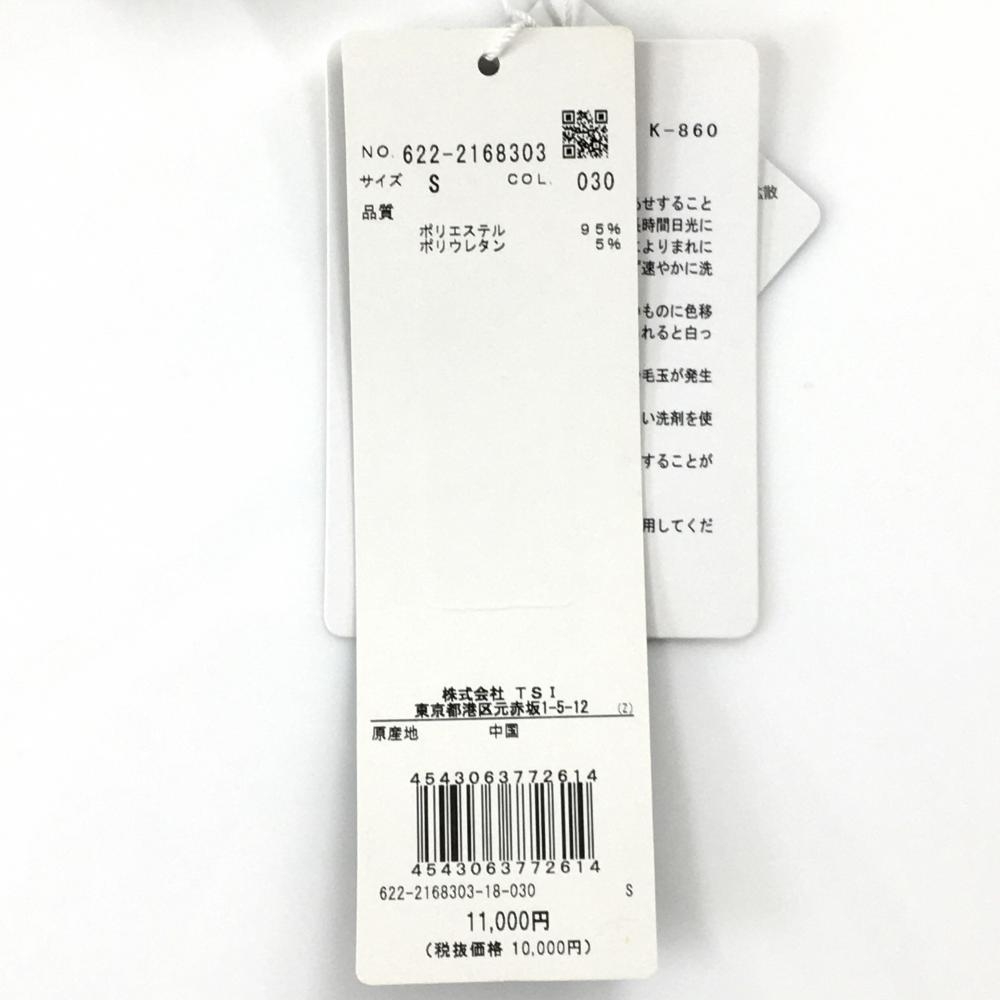 NO. 622-2168303
サイズ S COL. 030
品質
ポリエステル 95%
ポリウレタン 5%
株式会社 TSI
東京都港区元赤坂1-5-12 (Z)
原産地 中国
4543063772614
4543063772614
622-2168303-18-030 S
11,000円
(税抜価格 10,000円)
K-860
せすること
時間日光に
よりまれに
速やかに洗
ものに色移
れると白っ
毛玉が発生
い洗剤を使
することが
用してくだ
散